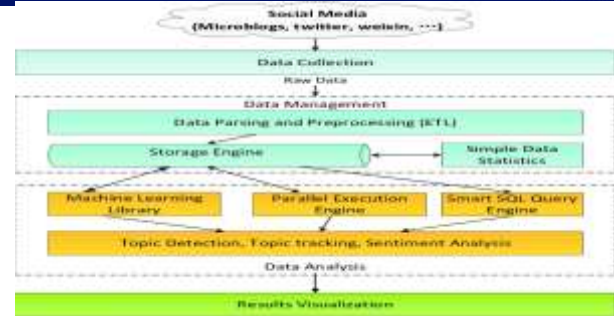 Social Media
(Microblogs, twitter, weixin, ···)
Data Collection
Raw Data
Data Management
Data Parsing and Preprocessing (ETL)
Storage Engine
Simple Data
Statistics
Machine Learning
Library
Parallel Execution
Engine
Smart SQL Query
Engine
Topic Detection, Topic tracking, Sentiment Analysis
Data Analysis
Results Visualization